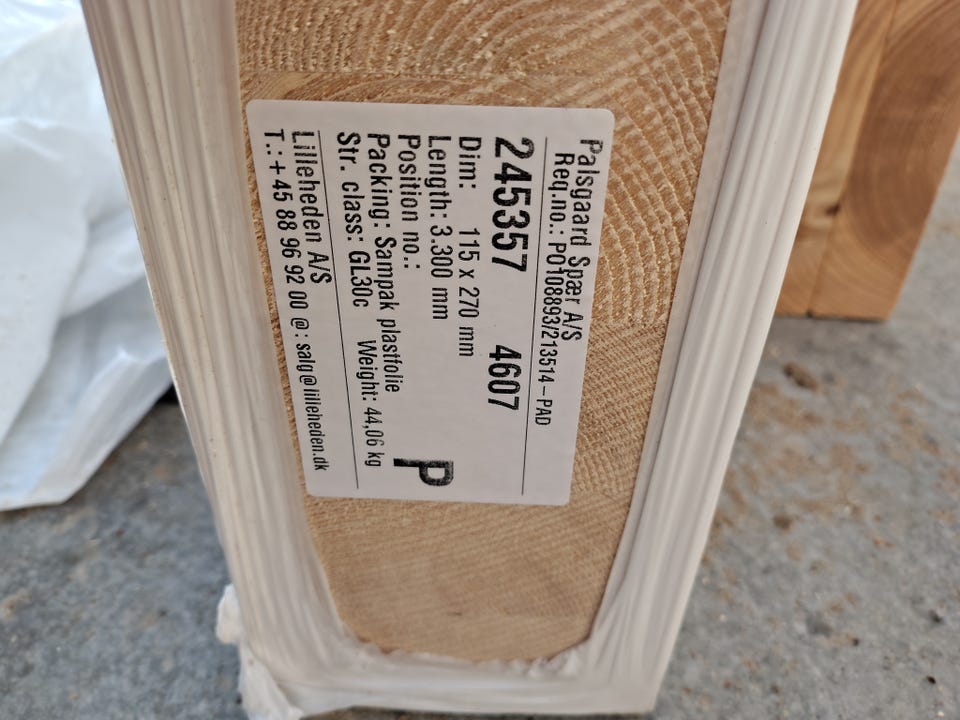 Palsgaard Spær A/S
Req.no.: PO108893/213514-PAD
245357 4607
Dim: 115 x 270 mm
Length: 3.300 mm
Position no.:
P
Packing: Sampak plastfolie
Str. class: GL30c Weight: 44,06 kg
Lilleheden A/S
T.: + 45 88 96 92 00 @: salg@lilleheden.dk